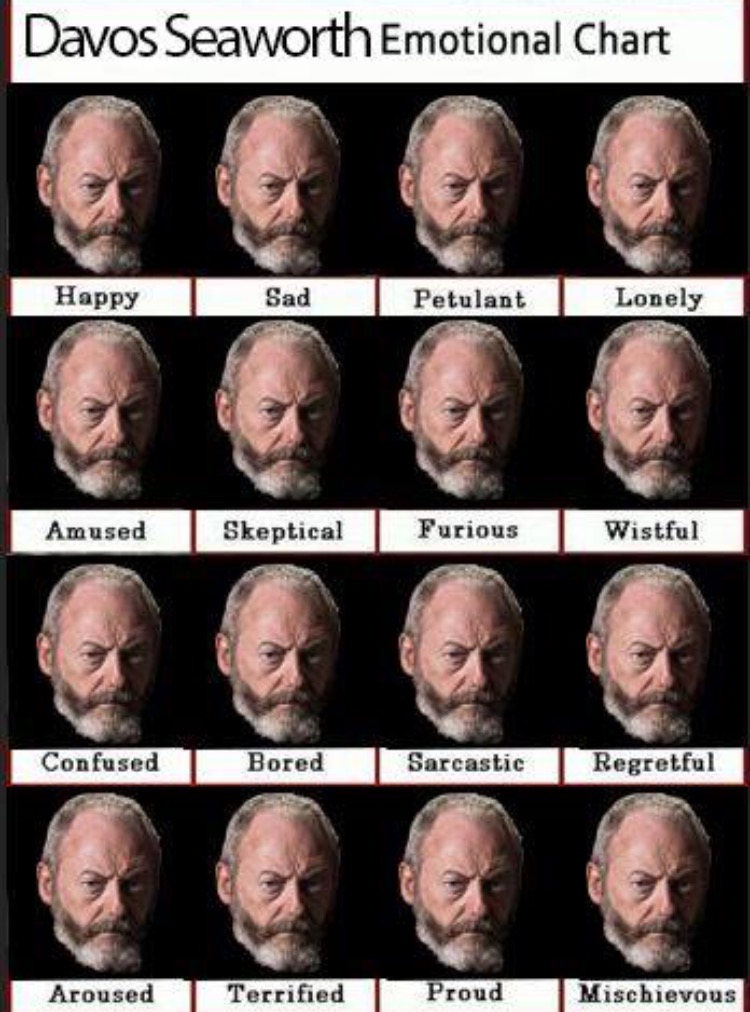 Davos Seaworth Emotional Chart
Happy Sad Petulant Lonely
Amused Skeptical Furious Wistful
Confused Bored Sarcastic Regretful
Aroused Terrified Proud Mischievous